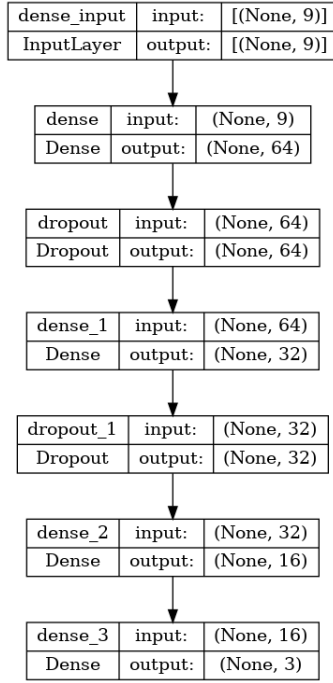 dense_input input: [(None, 9)]
InputLayer output: [(None, 9)]
dense input: (None, 9)
Dense output: (None, 64)
dropout input: (None, 64)
Dropout output: (None, 64)
dense_1 input: (None, 64)
Dense output: (None, 32)
dropout_1 input: (None, 32)
Dropout output: (None, 32)
dense_2 input: (None, 32)
Dense output: (None, 16)
dense_3 input: (None, 16)
Dense output: (None, 3)